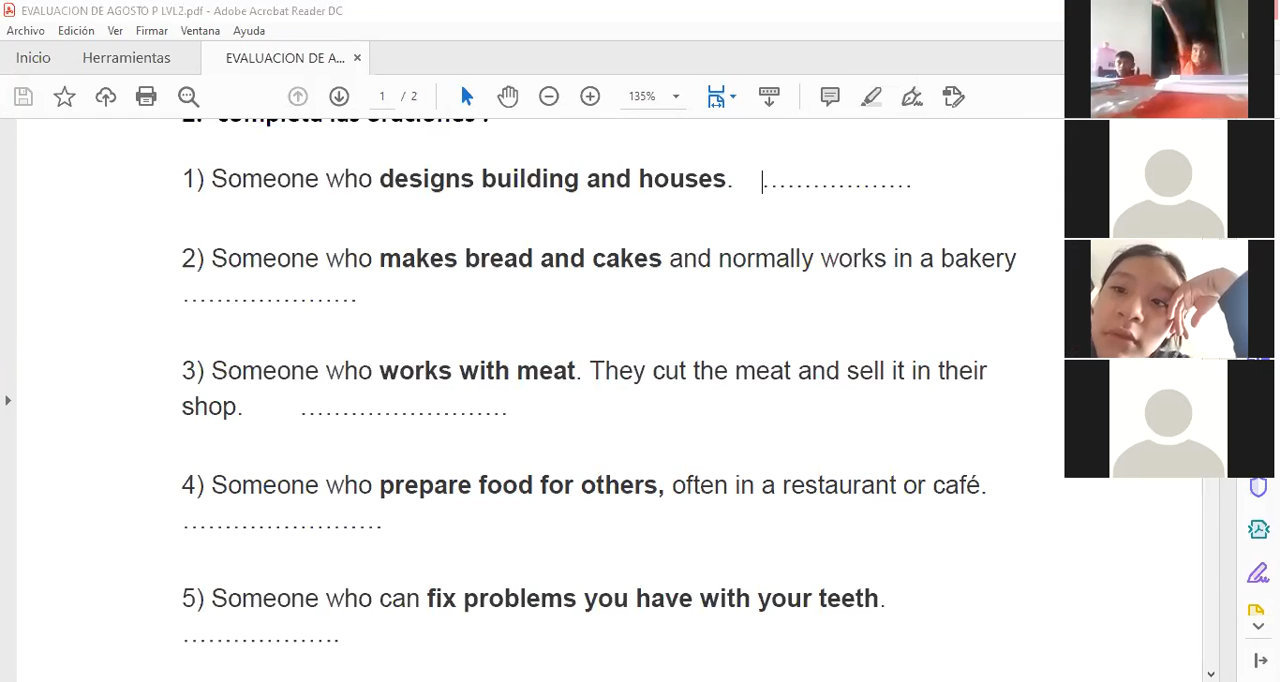 EVALUACION DE AGOSTO P LVL2.pdf - Adobe Acrobat Reader DC
Archivo Edición Ver Firmar Ventana Ayuda
Inicio Herramientas EVALUACION DE A... ×
1 / 2 135%
completa las oraciones :
1) Someone who designs building and houses. ..................
2) Someone who makes bread and cakes and normally works in a bakery
.....................
3) Someone who works with meat. They cut the meat and sell it in their
shop. .........................
4) Someone who prepare food for others, often in a restaurant or café.
........................
5) Someone who can fix problems you have with your teeth.
...................